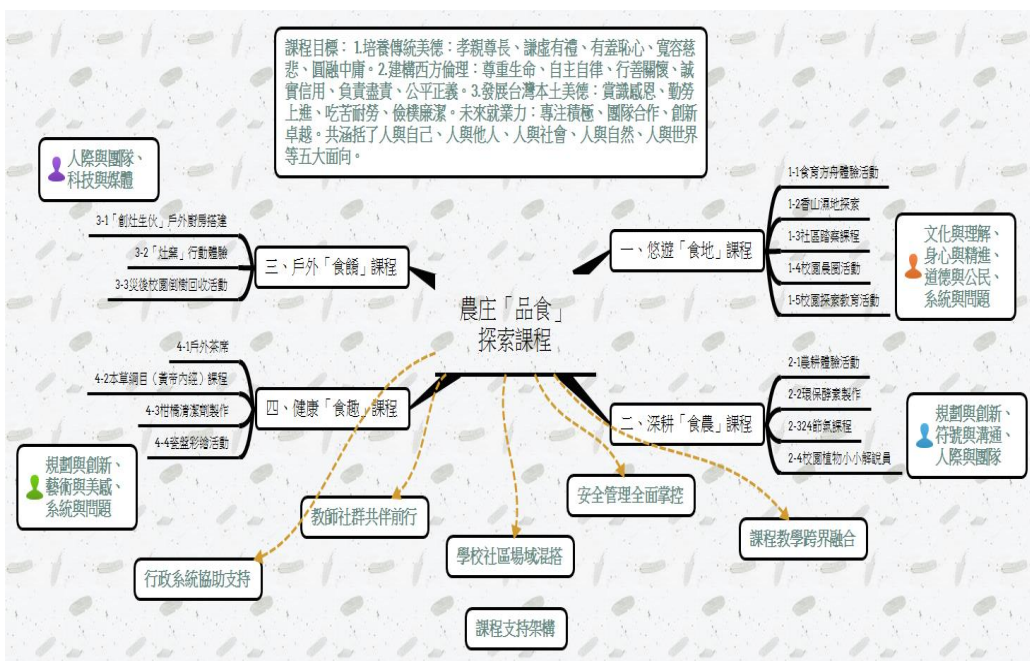 課程目標：1.培養傳統美德：孝親尊長、謙虛有禮、有羞恥心、寬容慈
悲、圓融中庸。2.建構西方倫理：尊重生命、自主自律、行善關懷、誠
實信用、負責盡責、公平正義。3.發展台灣本土美德：賞識感恩、勤勞
上進、吃苦耐勞、儉樸廉潔。未來就業力：專注積極、團隊合作、創新
卓越。共涵括了人與自己、人與他人、人與社會、人與自然、人與世界
等五大面向。
農庄「品食」
探索課程
一、悠遊「食地」課程
1-1食育方舟體驗活動
1-2香山濕地探索
1-3社區踏察課程
1-4校園晨圃活動
1-5校園探索教育活動
文化與理解、
身心與精進、
道德與公民、
系統與問題
二、深耕「食農」課程
2-1農耕體驗活動
2-2環保酵素製作
2-324節氣課程
2-4校園植物小小解說員
規劃與創新、
符號與溝通、
人際與團隊
人際與團隊、
科技與媒體
三、戶外「食餚」課程
3-1「創灶生伙」戶外廚房搭建
3-2「灶窯」行動體驗
3-3災後校園倒樹回收活動
四、健康「食趣」課程
4-1戶外茶席
4-2本草綱目（黃帝內經）課程
4-3柑橘清潔劑製作
4-4瓷盤彩繪活動
規劃與創新、
藝術與美感、
系統與問題
行政系統協助支持
教師社群共伴前行
學校社區場域混搭
安全管理全面掌控
課程教學跨界融合
課程支持架構